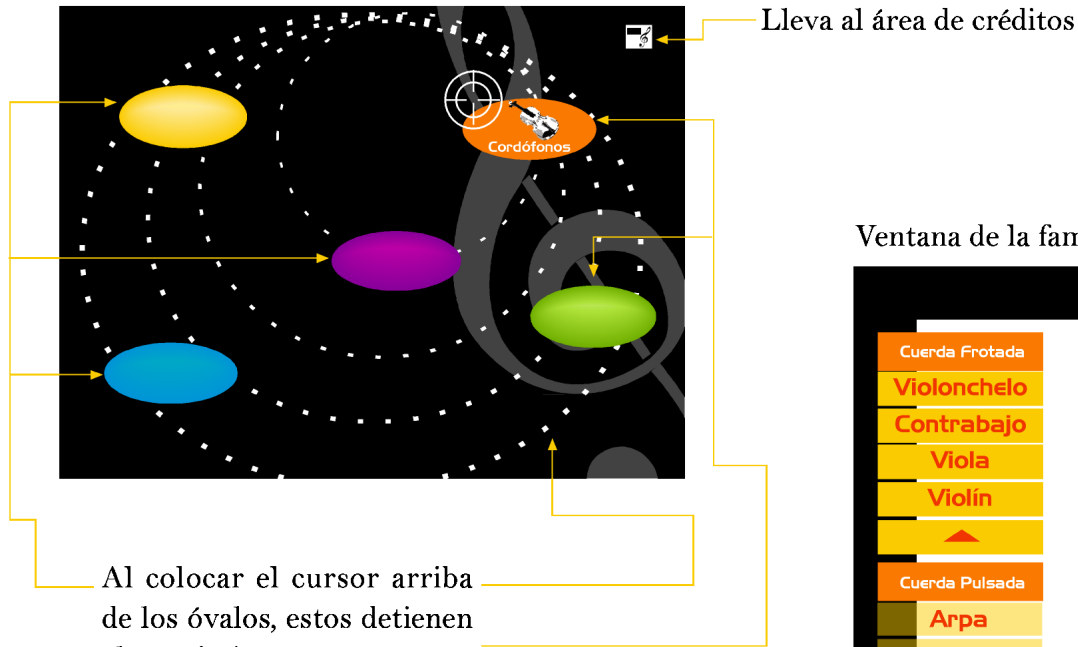 Lleva al área de créditos
Cordófonos
Ventana de la fam
Cuerda Frotada
Violonchelo
Contrabajo
Viola
Violín
Cuerda Pulsada
Arpa
Al colocar el cursor arriba
de los óvalos, estos detienen